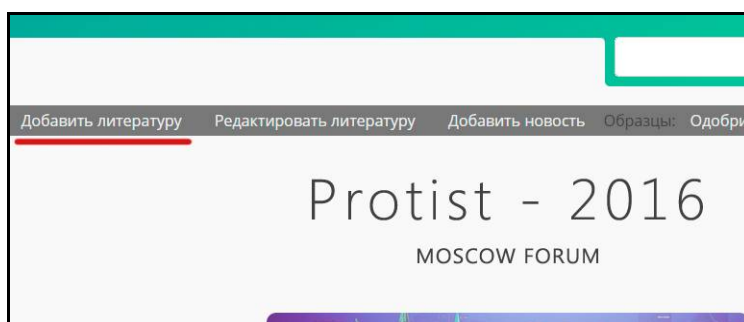 Добавить литературу Редактировать литературу Добавить новость Образцы:
Protist - 2016
MOSCOW FORUM